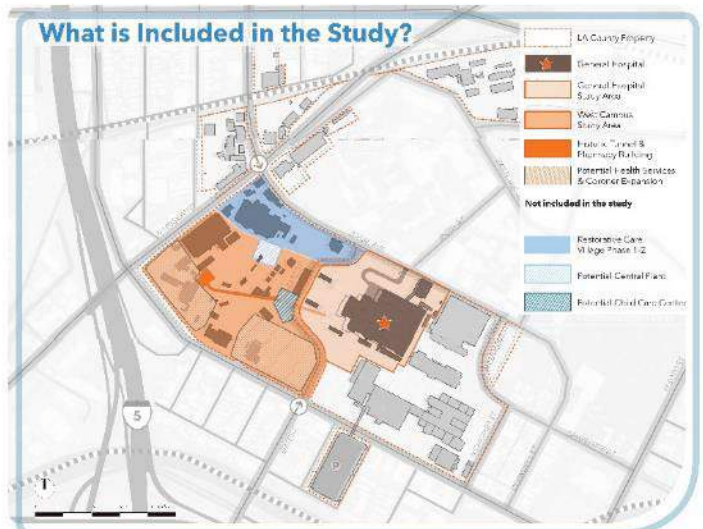 What is Included in the Study?
LA County Property
General Hospital
General Hospital
Study Area
West Campus
Study Area
Historic Tunnel &
Pharmacy Building
Potential Health Services
& Coroner Expansion
Not included in the study
Restorative Care
Village Phase 1-2
Potential Central Plant
Potential Child Care Center
5
P